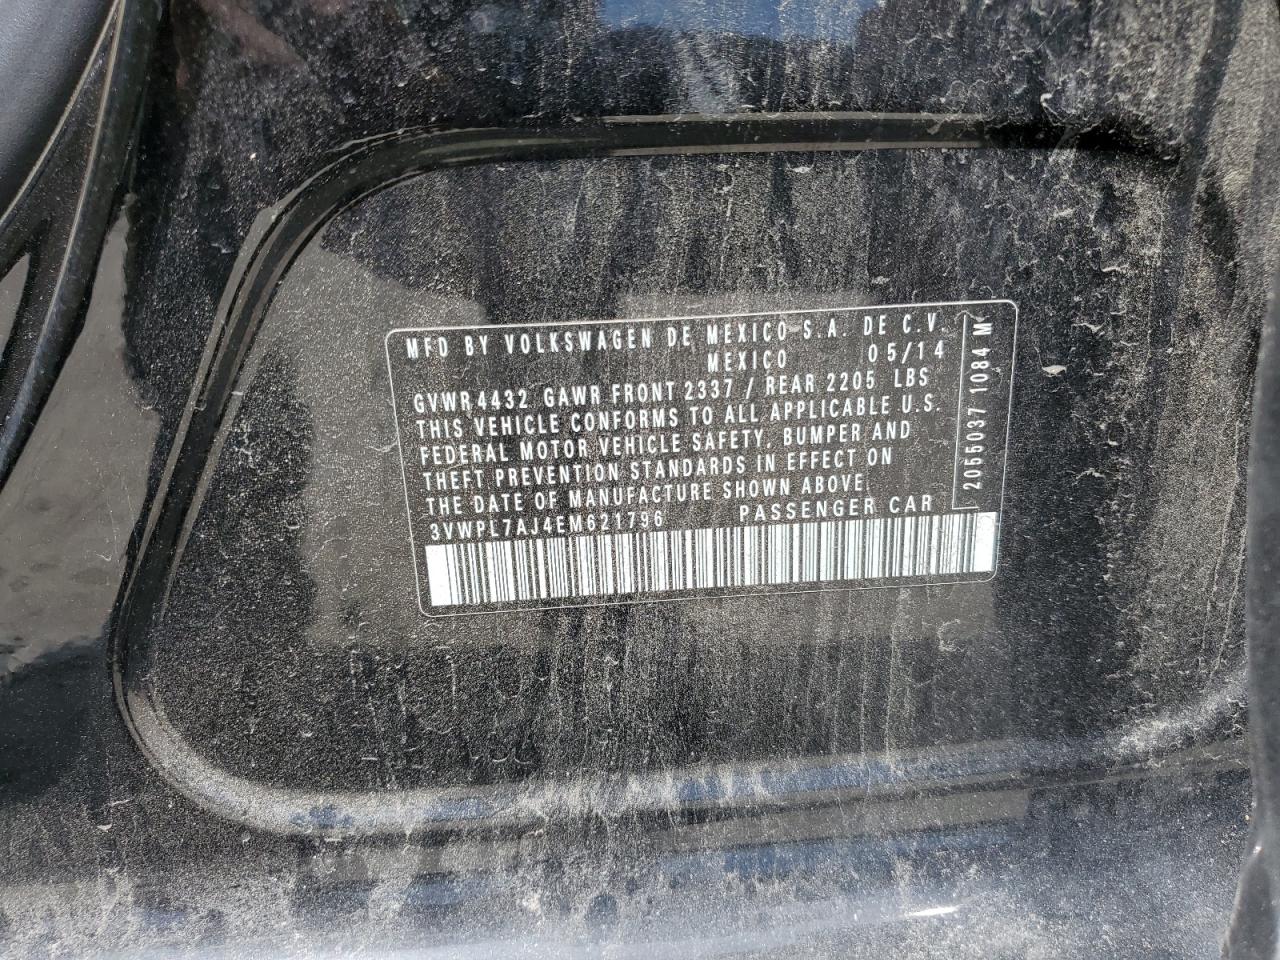 MFD BY VOLKSWAGEN DE MEXICO S.A. DE C.V.
MEXICO 05/14
GVWR 4432 GAWR FRONT 2337 / REAR 2205 LBS
THIS VEHICLE CONFORMS TO ALL APPLICABLE U.S.
FEDERAL MOTOR VEHICLE SAFETY, BUMPER AND
THEFT PREVENTION STANDARDS IN EFFECT ON
THE DATE OF MANUFACTURE SHOWN ABOVE.
3VWPL7AJ4EM621796 PASSENGER CAR
2055037 1084 M